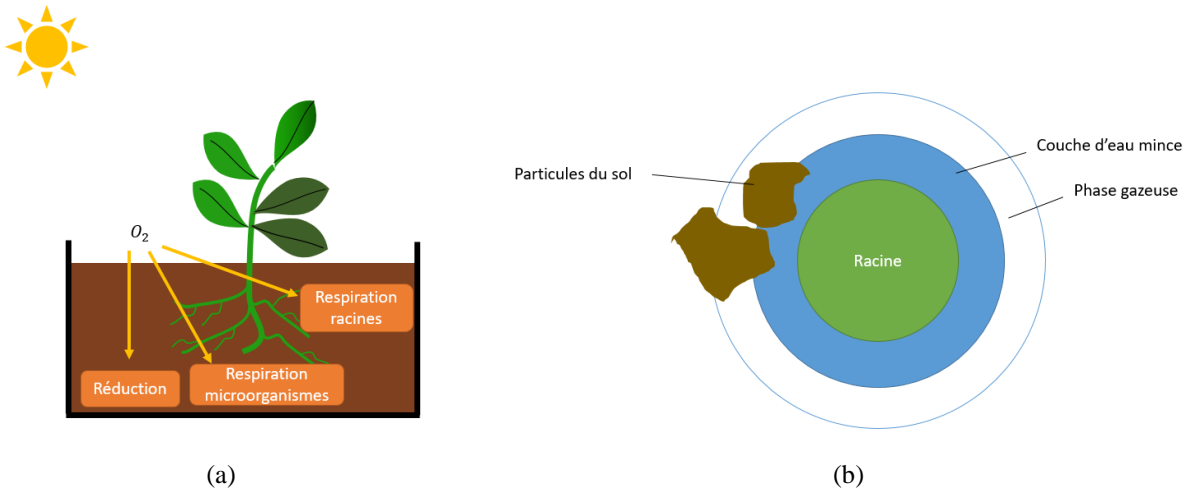 O₂
Respiration
racines
Réduction
Respiration
microorganismes
(a)
Particules du sol
Couche d'eau mince
Phase gazeuse
Racine
(b)